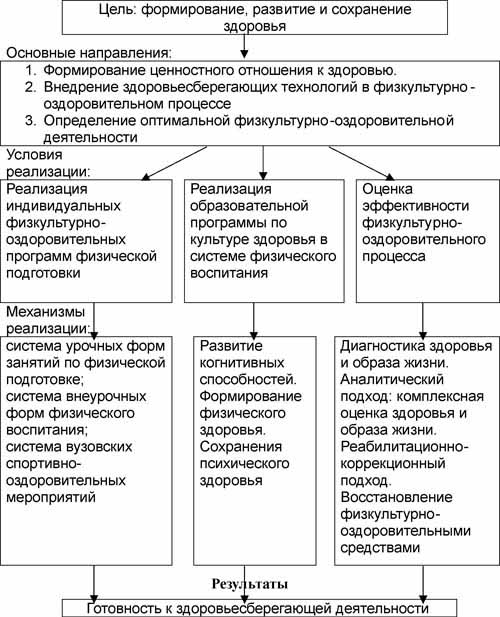 Цель: формирование, развитие и сохранение
здоровья
Основные направления:
1. Формирование ценностного отношения к здоровью.
2. Внедрение здоровьесберегающих технологий в физкультурно-
оздоровительном процессе
3. Определение оптимальной физкультурно-оздоровительной
деятельности
Условия
реализации:
Реализация
индивидуальных
физкультурно-
оздоровительных
программ физической
подготовки
Реализация
образовательной
программы по
культуре здоровья в
системе физического
воспитания
Оценка
эффективности
физкультурно-
оздоровительного
процесса
Механизмы
реализации:
система урочных форм
занятий по физической
подготовке;
система внеурочных
форм физического
воспитания;
система вузовских
спортивно-
оздоровительных
мероприятий
Развитие
когнитивных
способностей.
Формирование
физического
здоровья.
Сохранения
психического
здоровья
Диагностика здоровья
и образа жизни.
Аналитический
подход: комплексная
оценка здоровья и
образа жизни.
Реабилитационно-
коррекционный
подход.
Восстановление
физкультурно-
оздоровительными
средствами
Результаты
Готовность к здоровьесберегающей деятельности